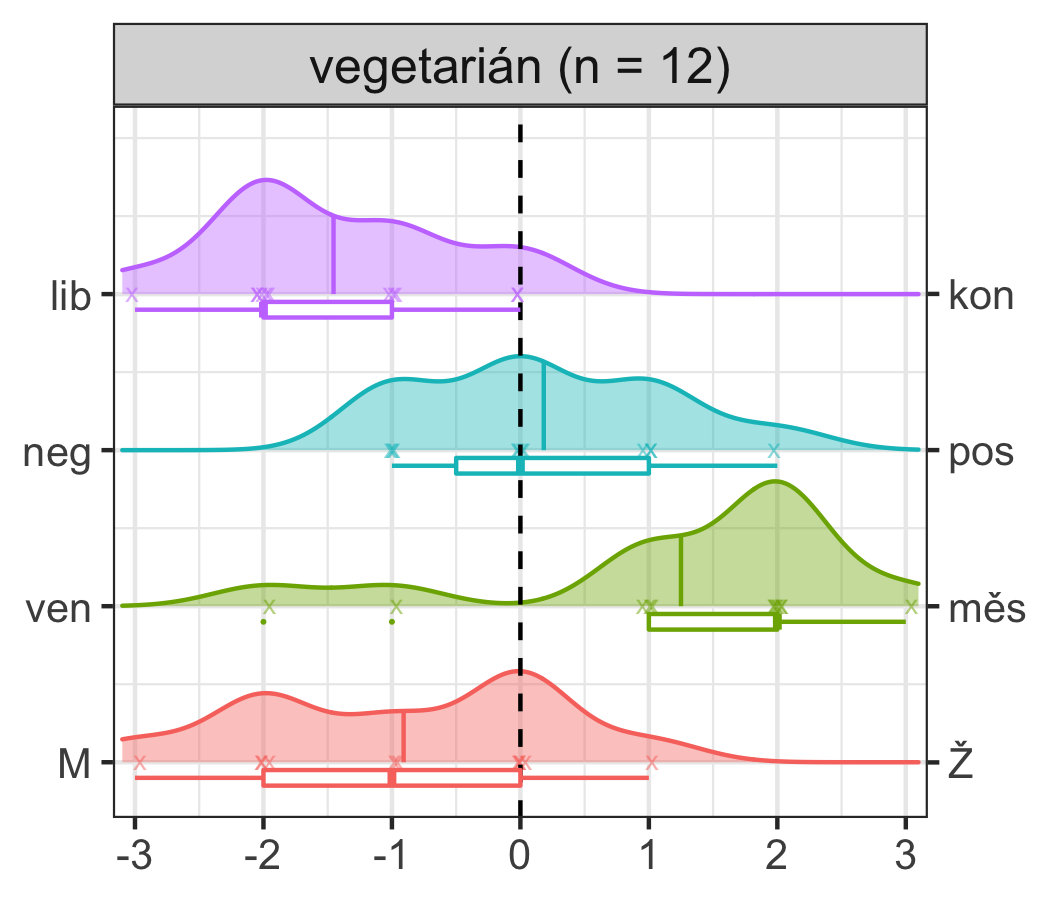 vegetarián (n = 12)
lib kon
neg pos
ven měs
M Ž
-3 -2 -1 0 1 2 3